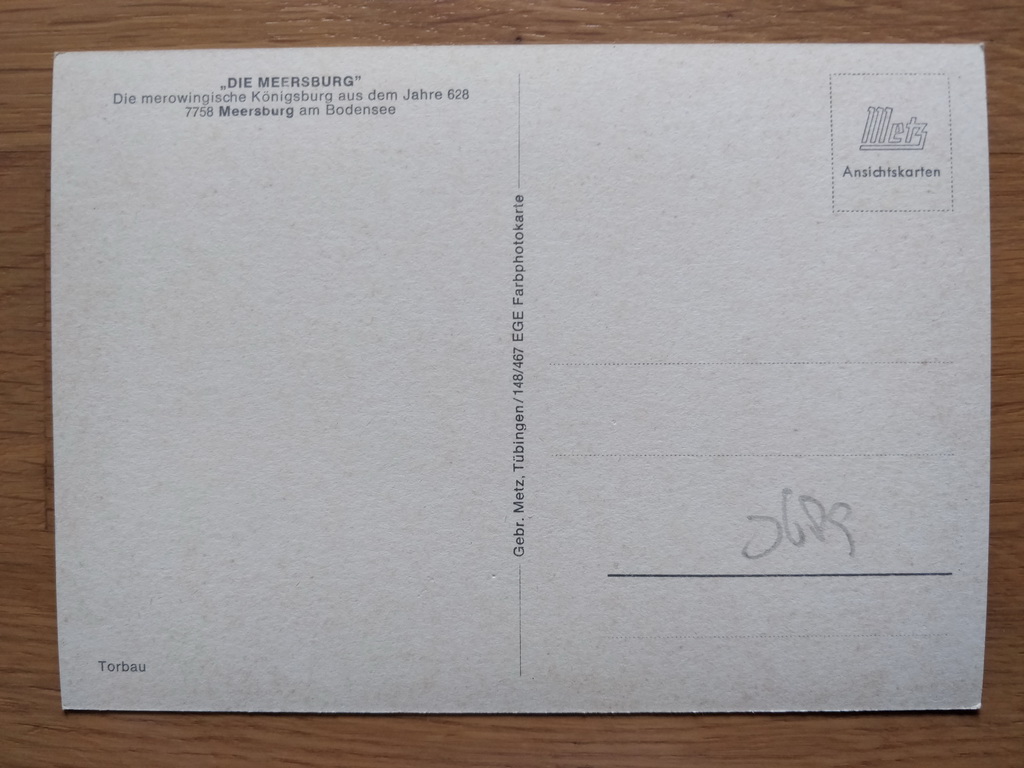 „DIE MEERSBURG”
Die merowingische Königsburg aus dem Jahre 628
7758 Meersburg am Bodensee
Torbau
Gebr. Metz, Tübingen/148/467 EGE Farbphotokarte
Metz
Ansichtskarten